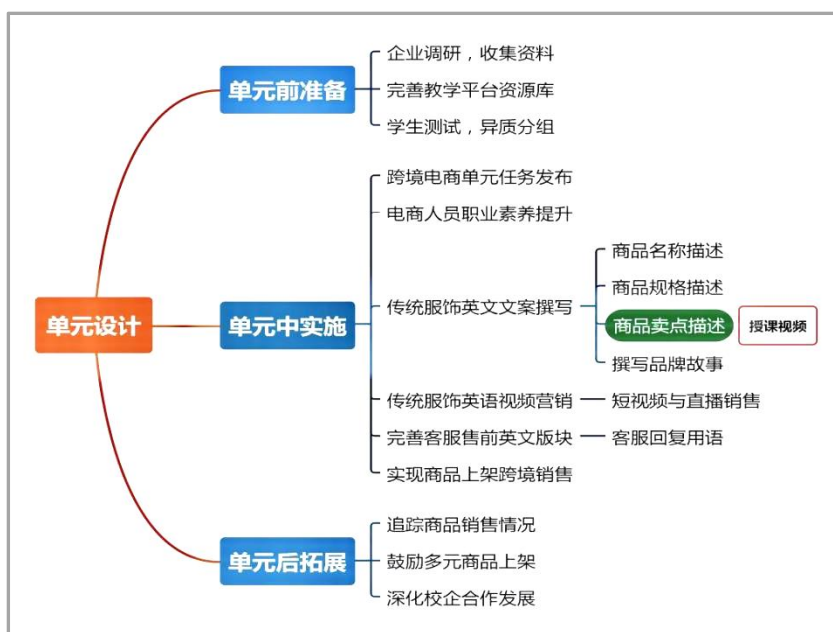 单元设计
单元前准备
企业调研，收集资料
完善教学平台资源库
学生测试，异质分组
单元中实施
跨境电商单元任务发布
电商人员职业素养提升
传统服饰英文文案撰写
商品名称描述
商品规格描述
商品卖点描述
授课视频
撰写品牌故事
传统服饰英语视频营销
短视频与直播销售
完善客服售前英文版块
客服回复用语
实现商品上架跨境销售
单元后拓展
追踪商品销售情况
鼓励多元商品上架
深化校企合作发展